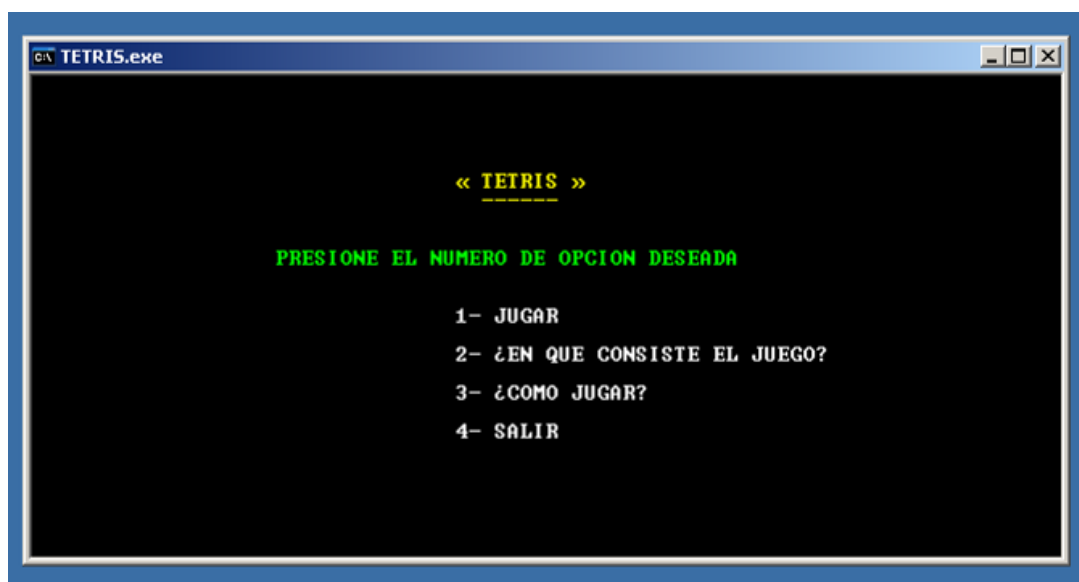 TETRIS.exe
« TETRIS »
PRESIONE EL NUMERO DE OPCION DESEADA
1- JUGAR
2- ¿EN QUE CONSISTE EL JUEGO?
3- ¿COMO JUGAR?
4- SALIR